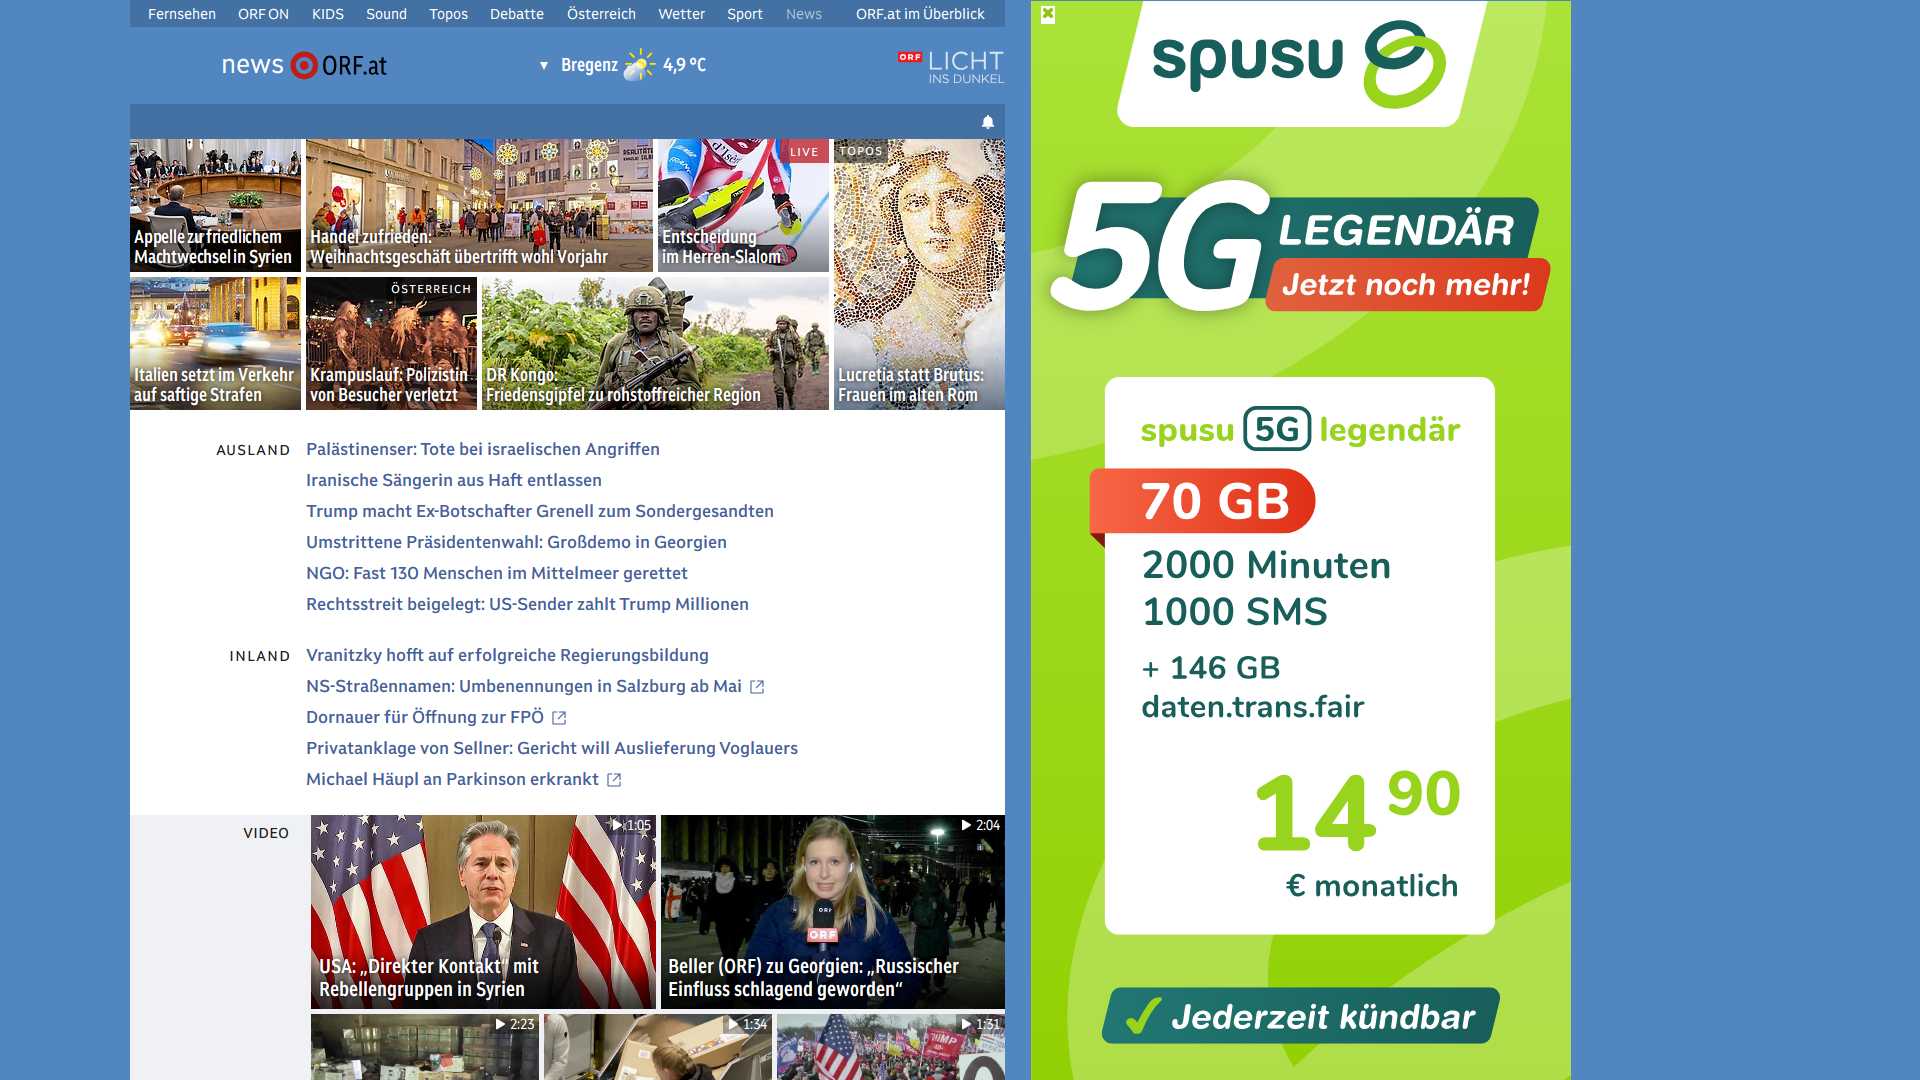 Fernsehen ORF ON KIDS Sound Topos Debatte Österreich Wetter Sport News ORF.at im Überblick
news ORF.at
▼ Bregenz 4,9 °C
ORF LICHT
INS DUNKEL
Appelle zu friedlichem
Machtwechsel in Syrien
Handel zufrieden:
Weihnachtsgeschäft übertrifft wohl Vorjahr
LIVE
Entscheidung
im Herren-Slalom
TOPOS
Lucretia statt Brutus:
Frauen im alten Rom
Italien setzt im Verkehr
auf saftige Strafen
ÖSTERREICH
Krampuslauf: Polizistin
von Besucher verletzt
DR Kongo:
Friedensgipfel zu rohstoffreicher Region
AUSLAND
Palästinenser: Tote bei israelischen Angriffen
Iranische Sängerin aus Haft entlassen
Trump macht Ex-Botschafter Grenell zum Sondergesandten
Umstrittene Präsidentenwahl: Großdemo in Georgien
NGO: Fast 130 Menschen im Mittelmeer gerettet
Rechtsstreit beigelegt: US-Sender zahlt Trump Millionen
INLAND
Vranitzky hofft auf erfolgreiche Regierungsbildung
NS-Straßennamen: Umbenennungen in Salzburg ab Mai
Dornauer für Öffnung zur FPÖ
Privatanklage von Sellner: Gericht will Auslieferung Voglauers
Michael Häupl an Parkinson erkrankt
VIDEO
1:05
USA: „Direkter Kontakt“ mit
Rebellengruppen in Syrien
2:04
ORF
ORF
Beller (ORF) zu Georgien: „Russischer
Einfluss schlagend geworden“
2:23
1:34
1:31
TRUMP
spusu
5G LEGENDÄR
Jetzt noch mehr!
spusu 5G legendär
70 GB
2000 Minuten
1000 SMS
+ 146 GB
daten.trans.fair
14 90
€ monatlich
Jederzeit kündbar